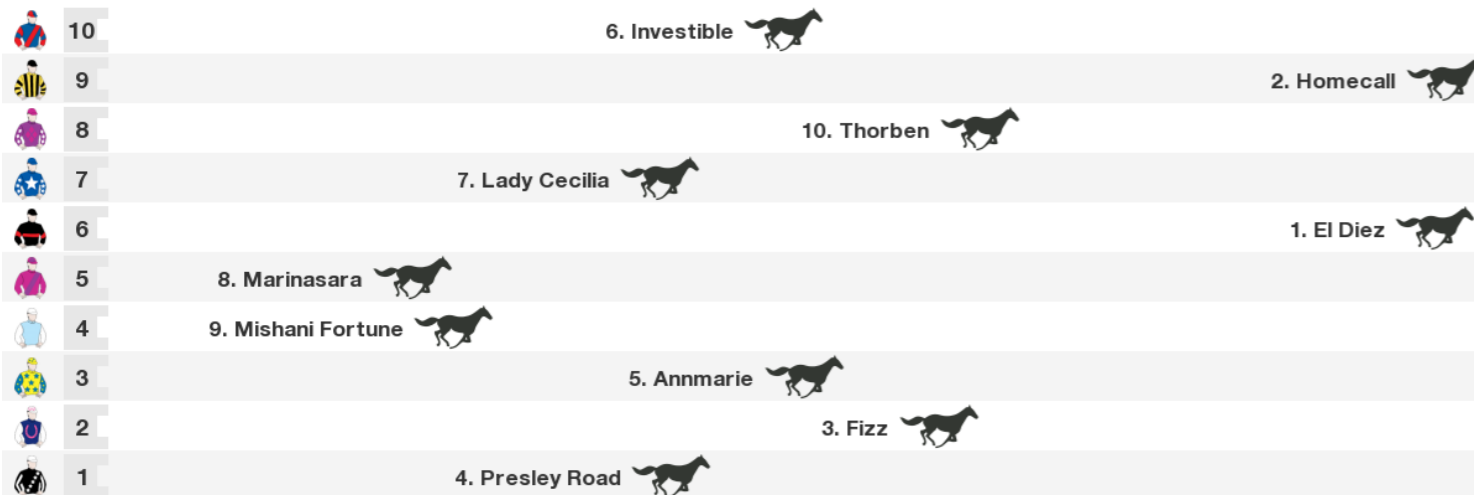 10 6. Investible
9 2. Homecall
8 10. Thorben
7 7. Lady Cecilia
6 1. El Diez
5 8. Marinasara
4 9. Mishani Fortune
3 5. Annmarie
2 3. Fizz
1 4. Presley Road